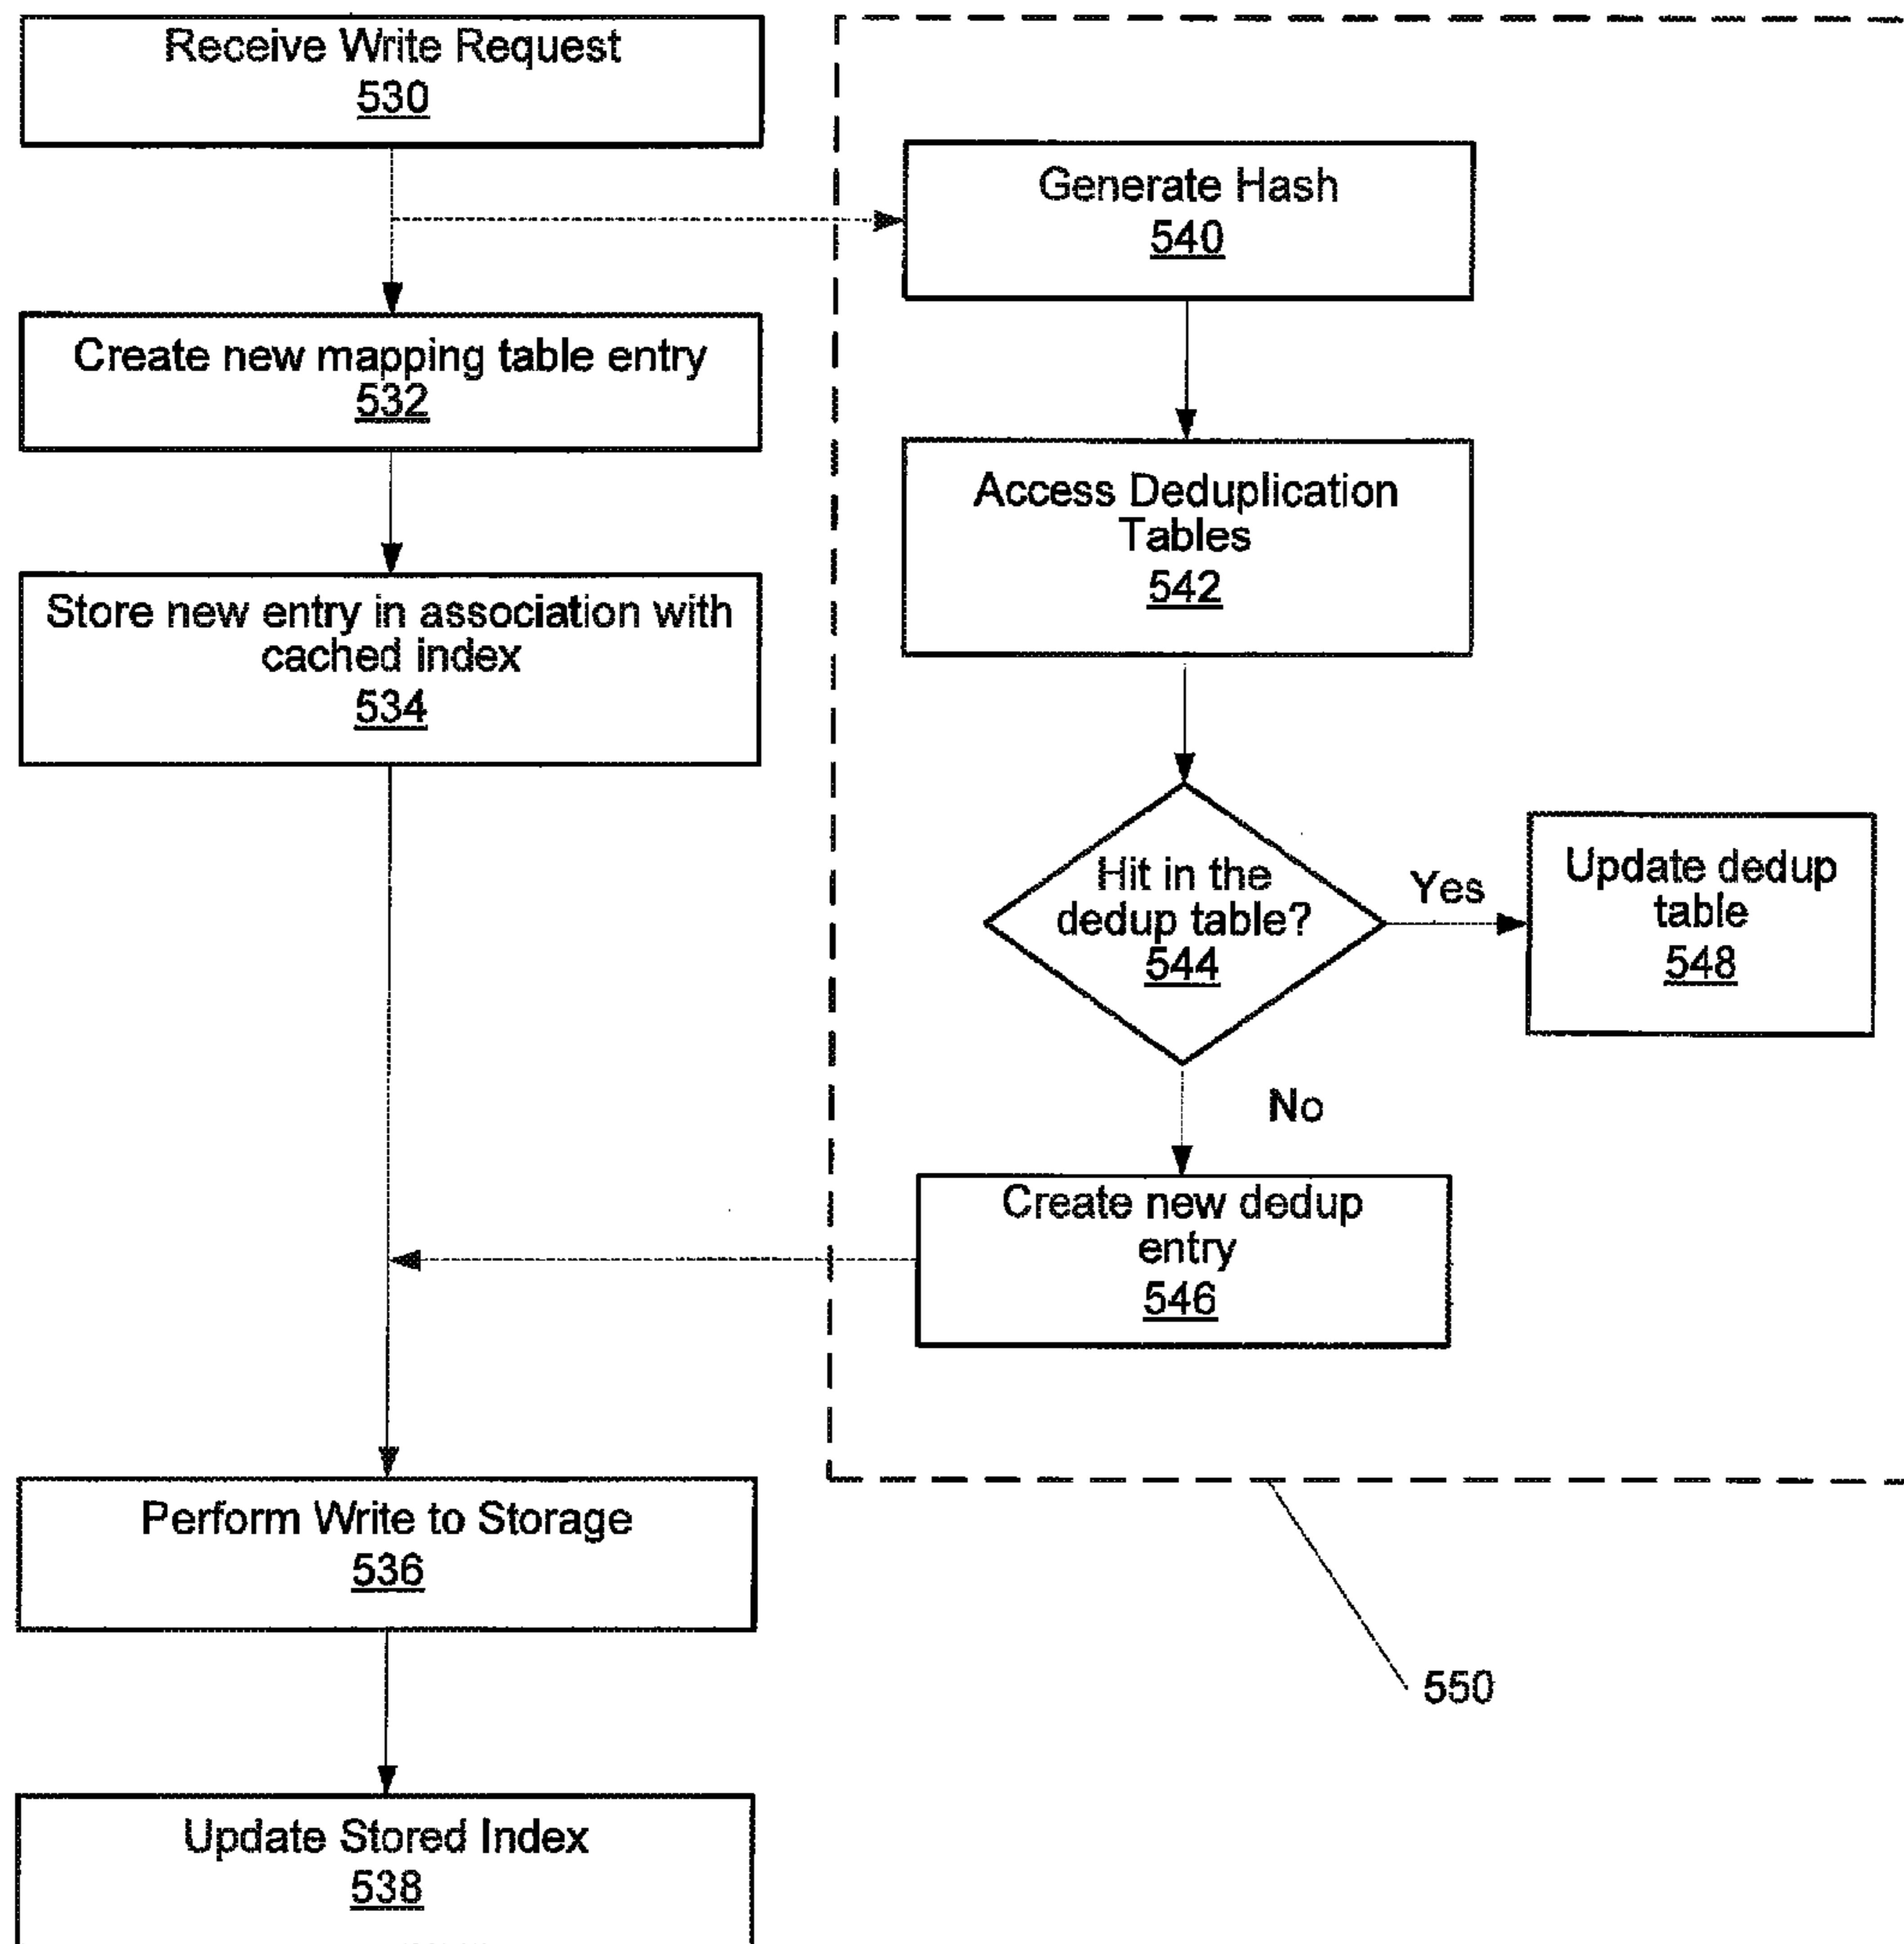 Receive Write Request
530
Create new mapping table entry
532
Store new entry in association with
cached index
534
Perform Write to Storage
536
Update Stored Index
538
Generate Hash
540
Access Deduplication
Tables
542
Hit in the
dedup table?
544
Yes
Update dedup
table
548
No
Create new dedup
entry
546
550